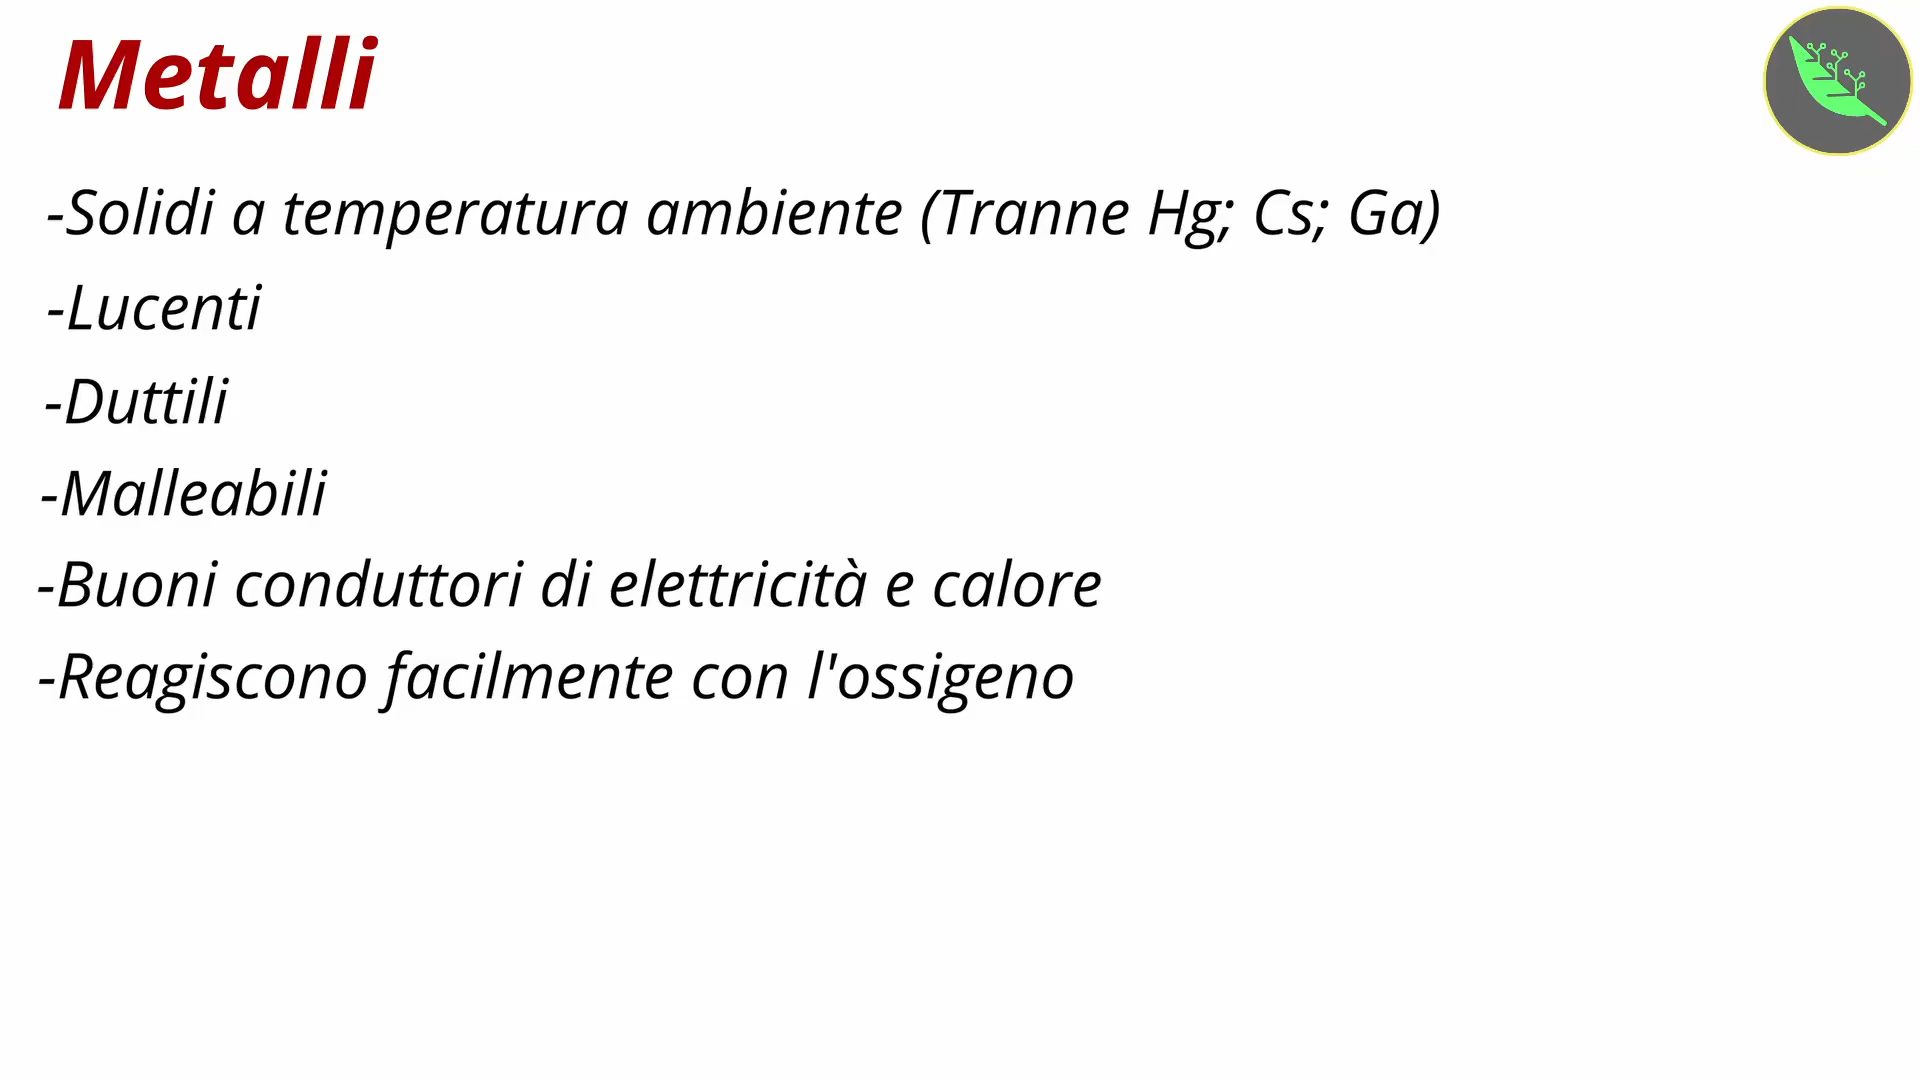 Metalli
-Solidi a temperatura ambiente (Tranne Hg; Cs; Ga)
-Lucenti
-Duttili
-Malleabili
-Buoni conduttori di elettricità e calore
-Reagiscono facilmente con l'ossigeno